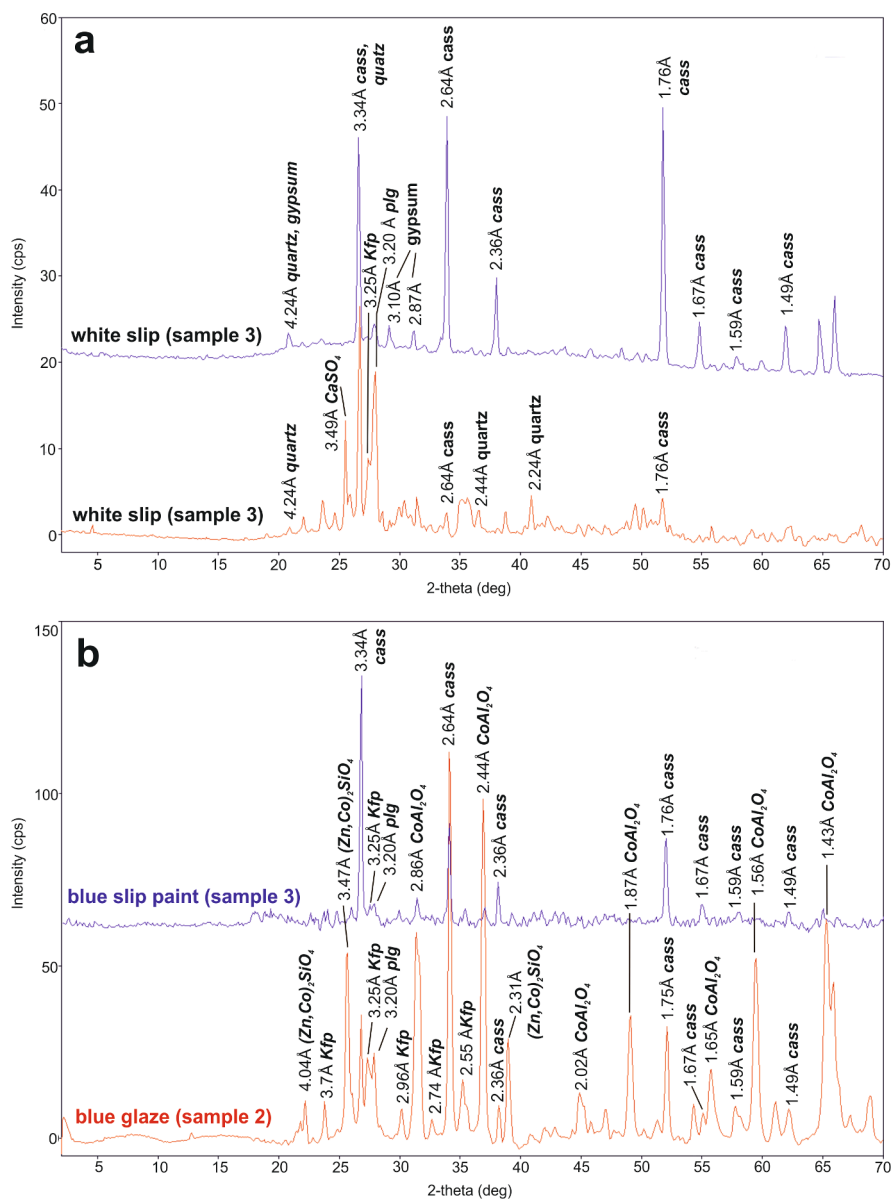 a
60
50
40
30
20
10
0
Intensity (cps)
4.24Å quartz, gypsum
3.34Å cass,
quatz
3.25Å Kfp
3.20 Å plg
3.10Å gypsum
2.87Å
2.64Å cass
2.36Å cass
1.76Å
cass
1.67Å cass
1.59Å cass
1.49Å cass
white slip (sample 3)
4.24Å quartz
3.49Å CaSO₄
2.64Å cass
2.44Å quartz
2.24Å quartz
1.76Å cass
white slip (sample 3)
5 10 15 20 25 30 35 40 45 50 55 60 65 70
2-theta (deg)
b
150
100
50
0
Intensity (cps)
3.34Å
cass
3.47Å (Zn,Co)₂SiO₄
3.25Å Kfp
3.20Å plg
2.86Å CoAl₂O₄
2.64Å cass
2.44Å CoAl₂O₄
2.36Å cass
1.87Å CoAl₂O₄
1.76Å cass
1.67Å cass
1.59Å cass
1.56Å CoAl₂O₄
1.49Å cass
1.43Å CoAl₂O₄
blue slip paint (sample 3)
4.04Å (Zn,Co)₂SiO₄
3.7Å Kfp
3.25Å Kfp
3.20Å plg
2.96Å Kfp
2.74 ÅKfp
2.55 ÅKfp
2.36Å cass
2.31Å
(Zn,Co)₂SiO₄
2.02Å CoAl₂O₄
1.75Å cass
1.67Å cass
1.65Å CoAl₂O₄
1.59Å cass
1.49Å cass
blue glaze (sample 2)
5 10 15 20 25 30 35 40 45 50 55 60 65 70
2-theta (deg)